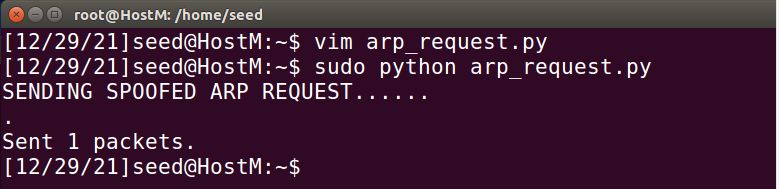 root@HostM: /home/seed
[12/29/21]seed@HostM:~$ vim arp_request.py
[12/29/21]seed@HostM:~$ sudo python arp_request.py
SENDING SPOOFED ARP REQUEST......
.
Sent 1 packets.
[12/29/21]seed@HostM:~$